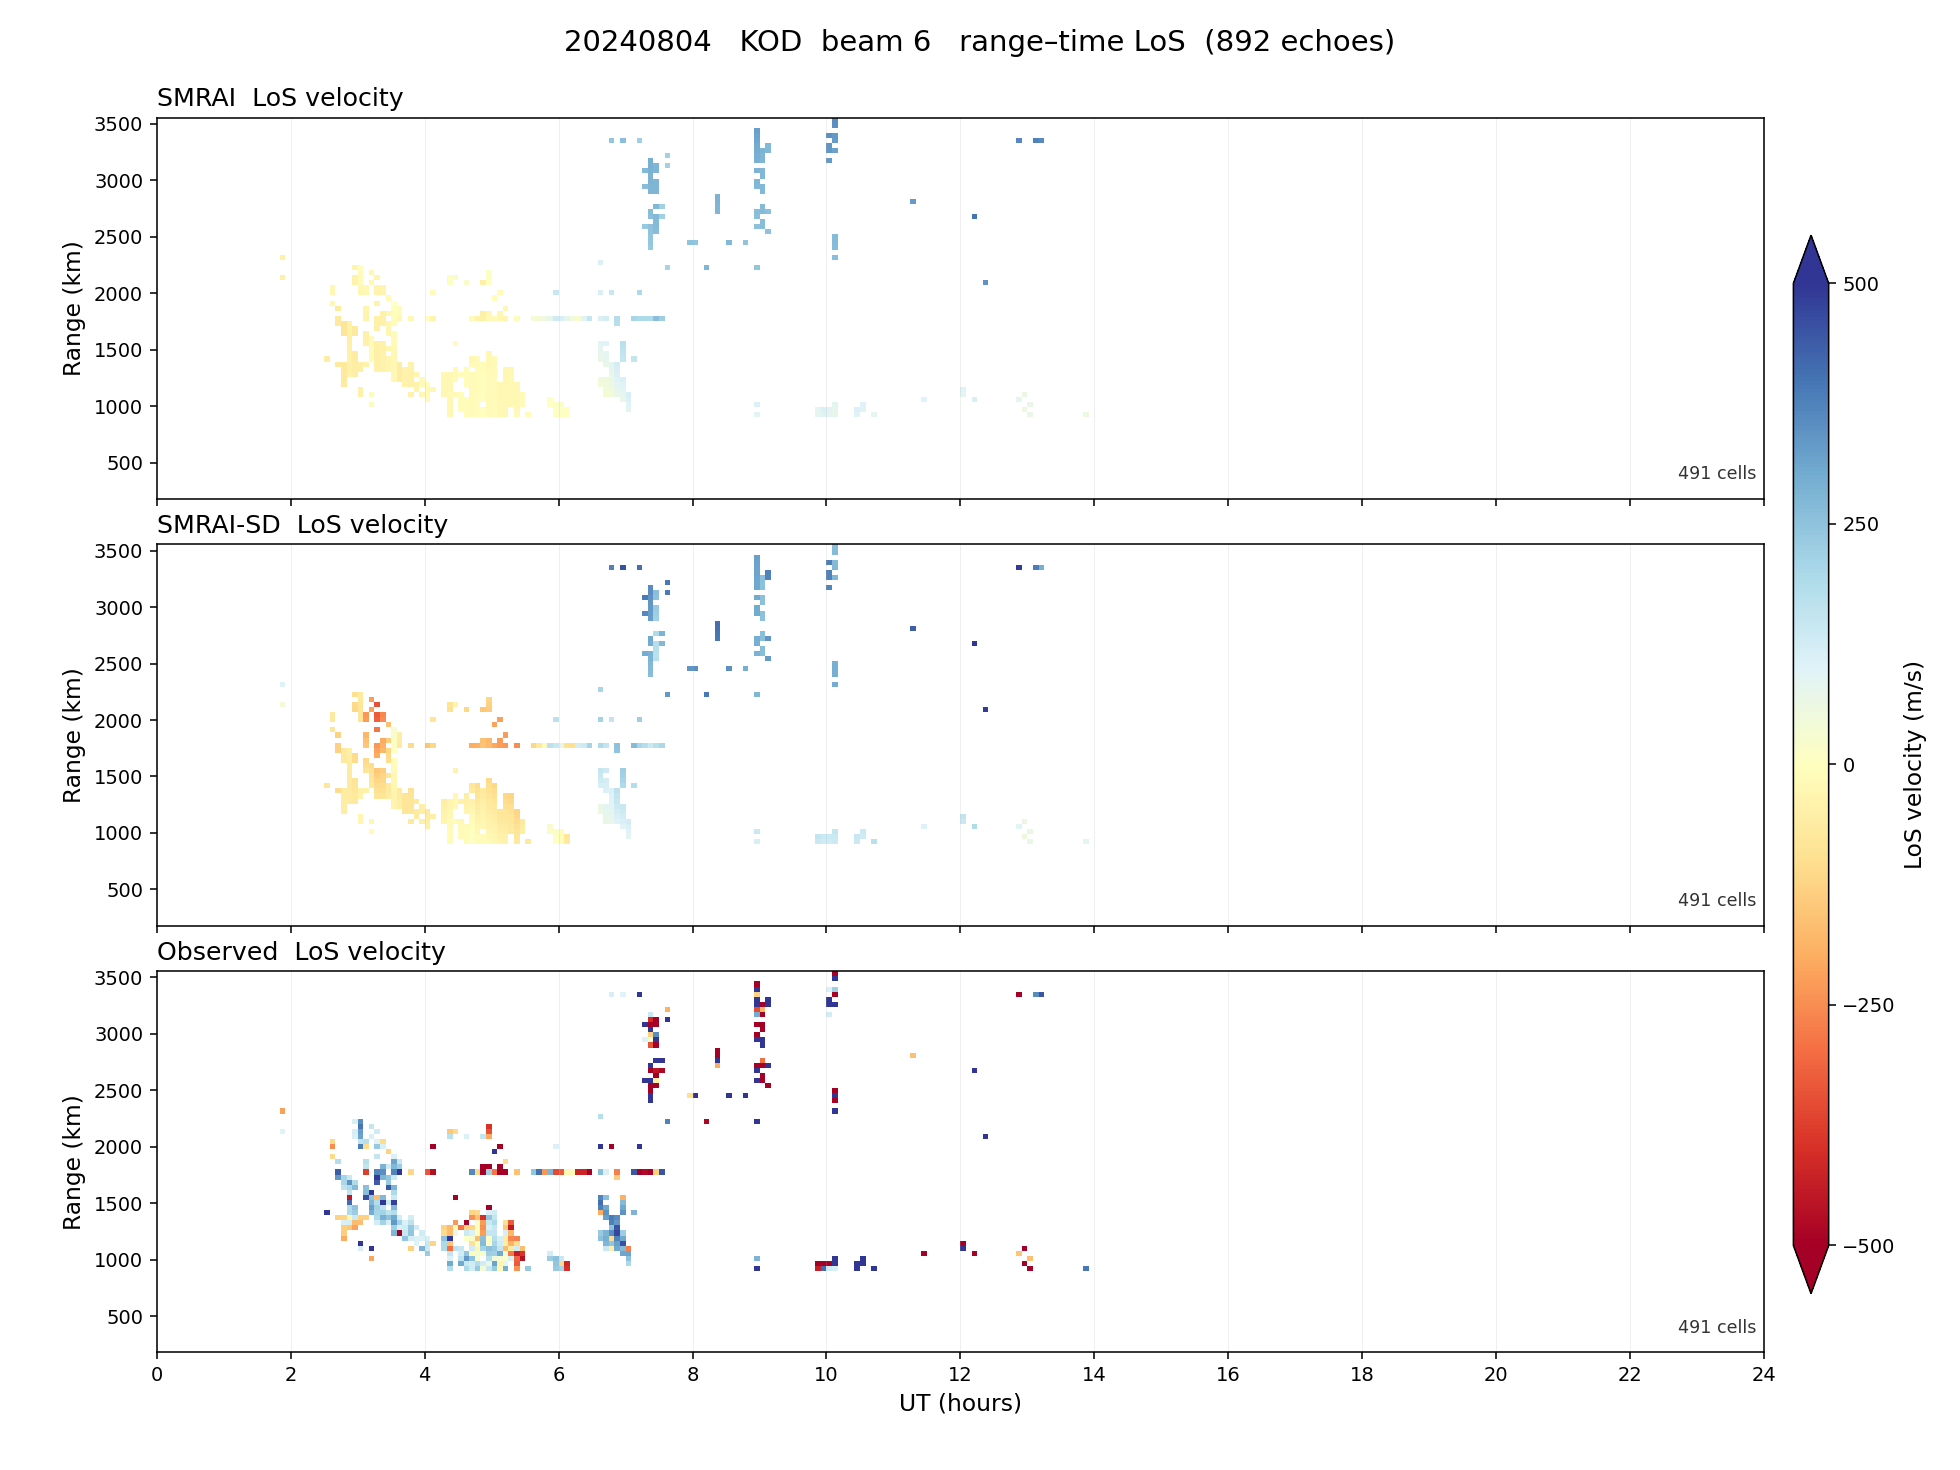 20240804   KOD  beam 6   range–time LoS  (892 echoes)
SMRAI  LoS velocity
3500
3000
2500
2000
1500
1000
500
Range (km)
491 cells
SMRAI-SD  LoS velocity
3500
3000
2500
2000
1500
1000
500
Range (km)
491 cells
Observed  LoS velocity
3500
3000
2500
2000
1500
1000
500
Range (km)
491 cells
0 2 4 6 8 10 12 14 16 18 20 22 24
UT (hours)
500
250
0
−250
−500
LoS velocity (m/s)